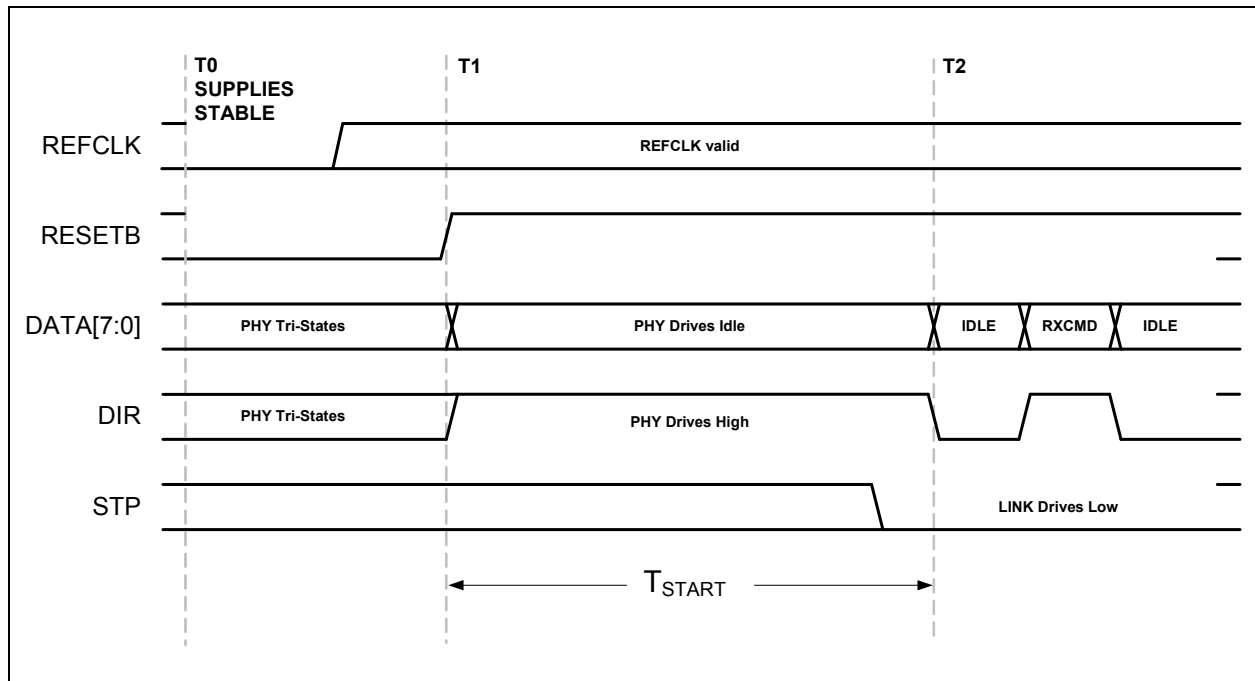 T0
SUPPLIES
STABLE
T1
T2
REFCLK
REFCLK valid
RESETB
DATA[7:0]
PHY Tri-States
PHY Drives Idle
IDLE
RXCMD
IDLE
DIR
PHY Tri-States
PHY Drives High
STP
LINK Drives Low
TSTART